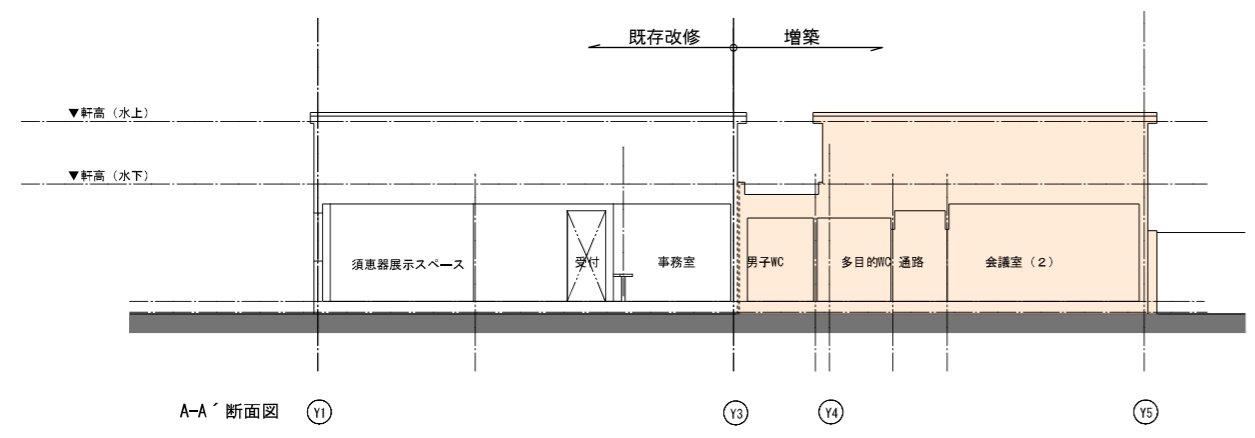 既存改修 増築
▼軒高（水上）
▼軒高（水下）
須恵器展示スペース 受付 事務室 男子WC 多目的WC 通路 会議室（2）
A-A´断面図 Y1 Y3 Y4 Y5